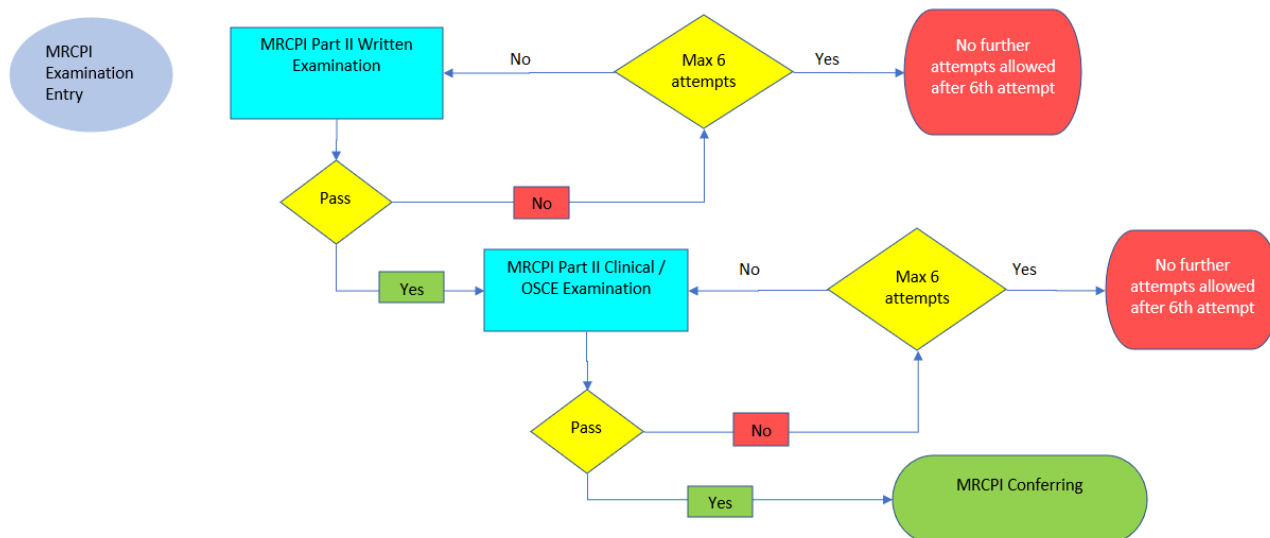 MRCPI
Examination
Entry
MRCPI Part II Written
Examination
No
Max 6
attempts
Yes
No further
attempts allowed
after 6th attempt
Pass
No
Yes
MRCPI Part II Clinical /
OSCE Examination
No
Max 6
attempts
Yes
No further
attempts allowed
after 6th attempt
Pass
No
Yes
MRCPI Conferring